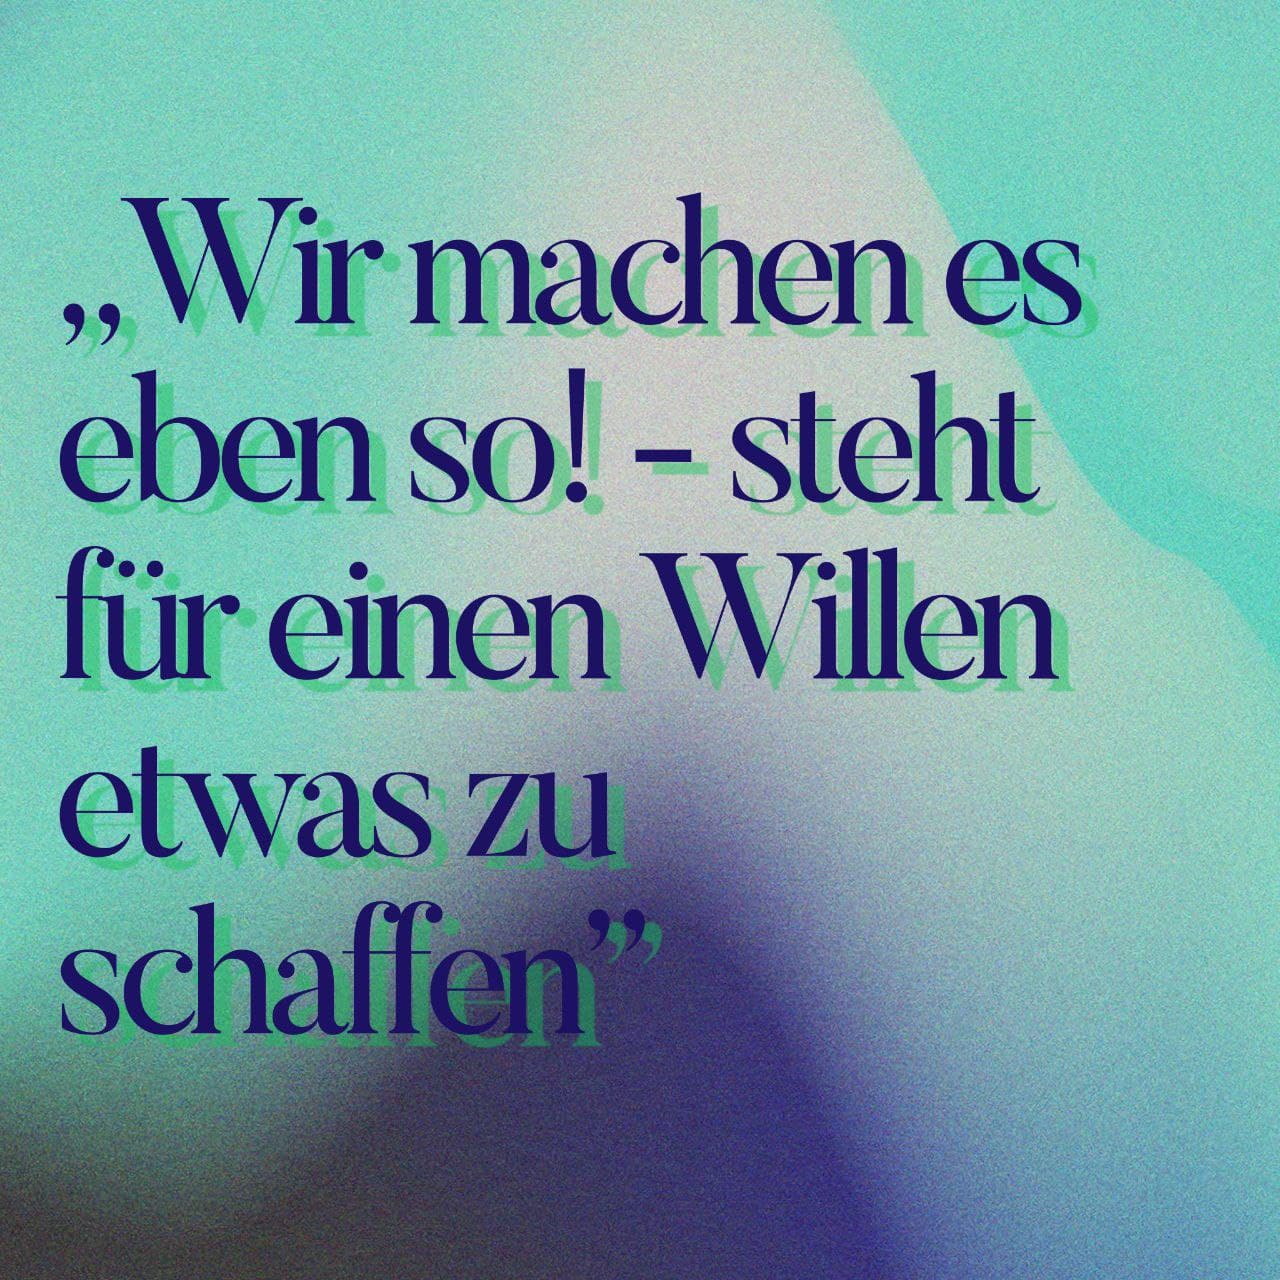 „Wir machen es
eben so! – steht
für einen Willen
etwas zu
schaffen”